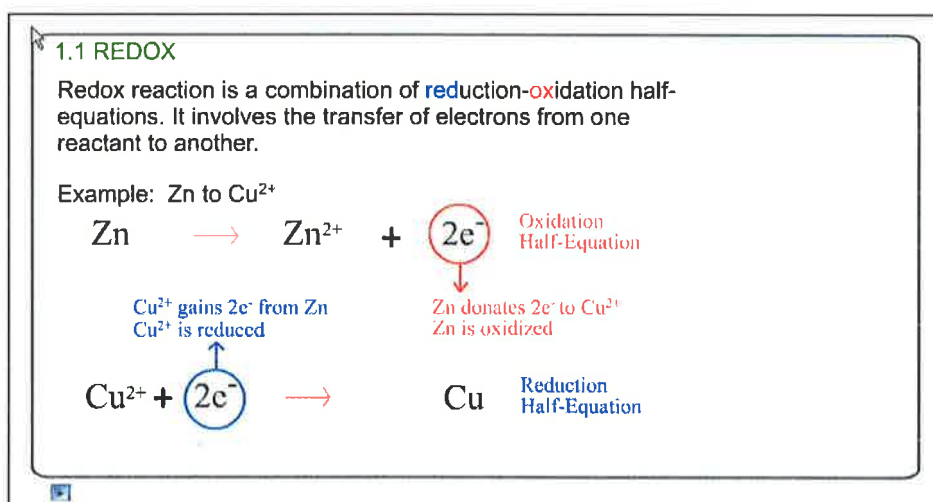 1.1 REDOX
Redox reaction is a combination of reduction-oxidation half-
equations. It involves the transfer of electrons from one
reactant to another.
Example: Zn to Cu²⁺
Zn → Zn²⁺ + 2e⁻ Oxidation
Half-Equation
Cu²⁺ gains 2e⁻ from Zn
Cu²⁺ is reduced
Zn donates 2e⁻ to Cu²⁺
Zn is oxidized
Cu²⁺ + 2e⁻ → Cu Reduction
Half-Equation